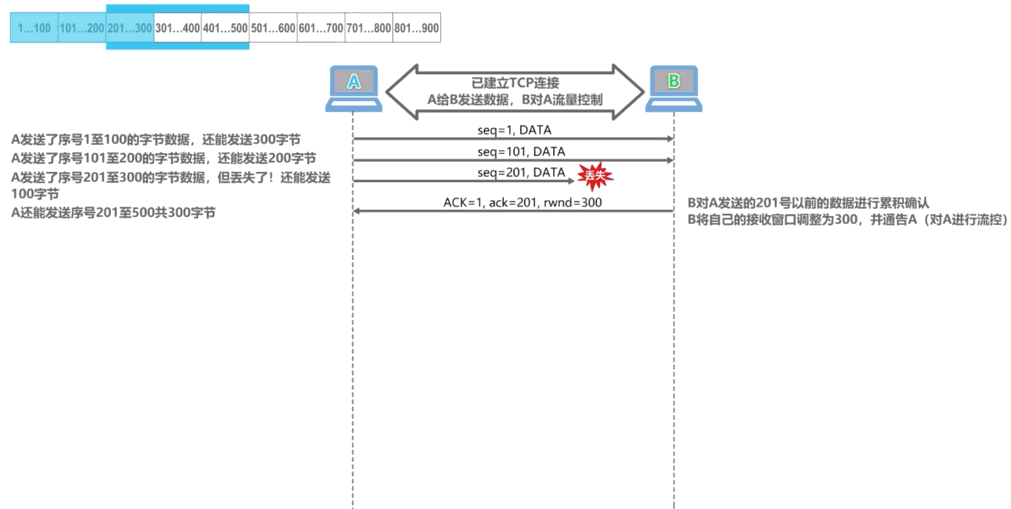 1...100 101...200 201...300 301...400 401...500 501...600 601...700 701...800 801...900
A
B
已建立TCP连接
A给B发送数据，B对A流量控制
A发送了序号1至100的字节数据，还能发送300字节
seq=1, DATA
A发送了序号101至200的字节数据，还能发送200字节
seq=101, DATA
A发送了序号201至300的字节数据，但丢失了！还能发送
100字节
seq=201, DATA
丢失
A还能发送序号201至500共300字节
ACK=1, ack=201, rwnd=300
B对A发送的201号以前的数据进行累积确认
B将自己的接收窗口调整为300，并通告A（对A进行流控）